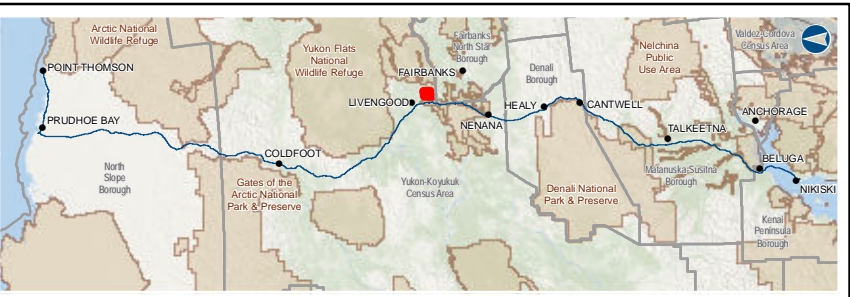 Arctic National
Wildlife Refuge
POINT THOMSON
PRUDHOE BAY
North
Slope
Borough
COLDFOOT
Gates of the
Arctic National
Park & Preserve
Yukon Flats
National
Wildlife Refuge
LIVENGOOD
FAIRBANKS
Fairbanks
North Star
Borough
NENANA
Yukon-Koyukuk
Census Area
Denali
Borough
HEALY
CANTWELL
Denali National
Park & Preserve
Nelchina
Public
Use Area
Valdez-Cordova
Census Area
ANCHORAGE
TALKEETNA
Matanuska-Susitna
Borough
BELUGA
NIKISKI
Kenai
Peninsula
Borough